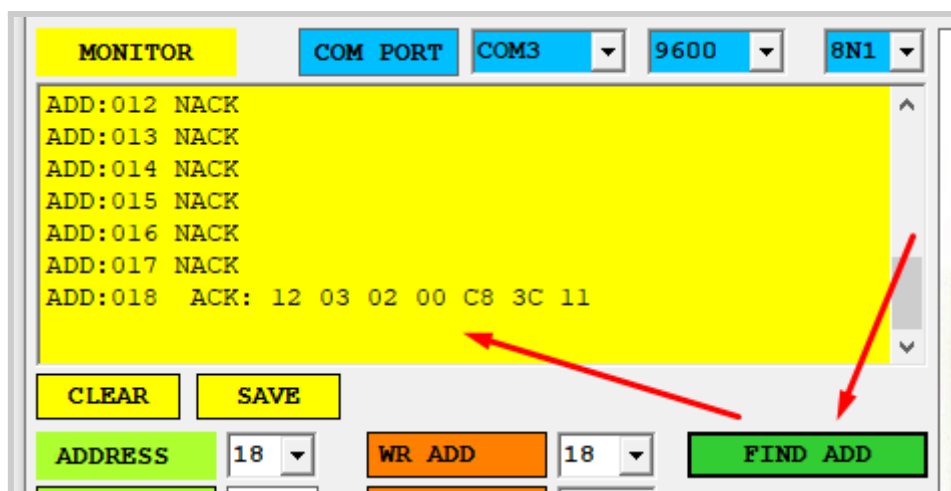 MONITOR COM PORT COM3 9600 8N1
ADD:012 NACK
ADD:013 NACK
ADD:014 NACK
ADD:015 NACK
ADD:016 NACK
ADD:017 NACK
ADD:018  ACK: 12 03 02 00 C8 3C 11
CLEAR SAVE
ADDRESS 18 WR ADD 18 FIND ADD